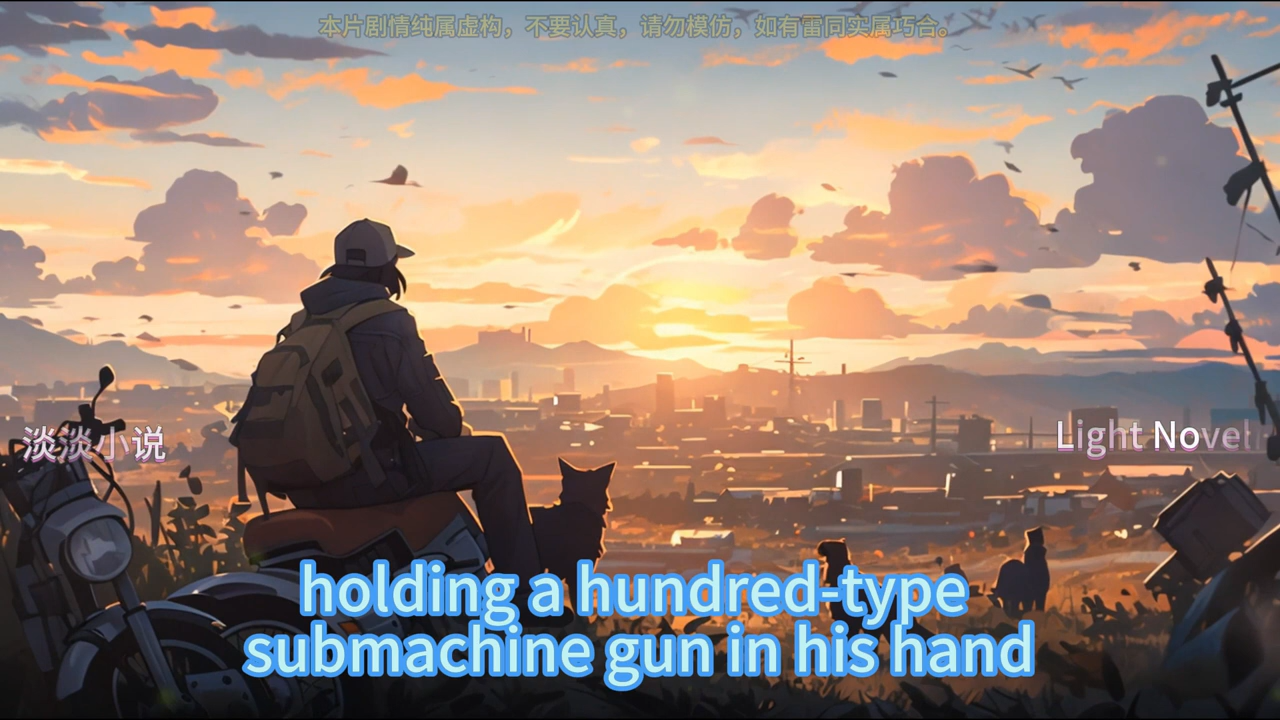 本片剧情纯属虚构，不要认真，请勿模仿，如有雷同实属巧合。
淡淡小说
Light Novel
holding a hundred-type
submachine gun in his hand